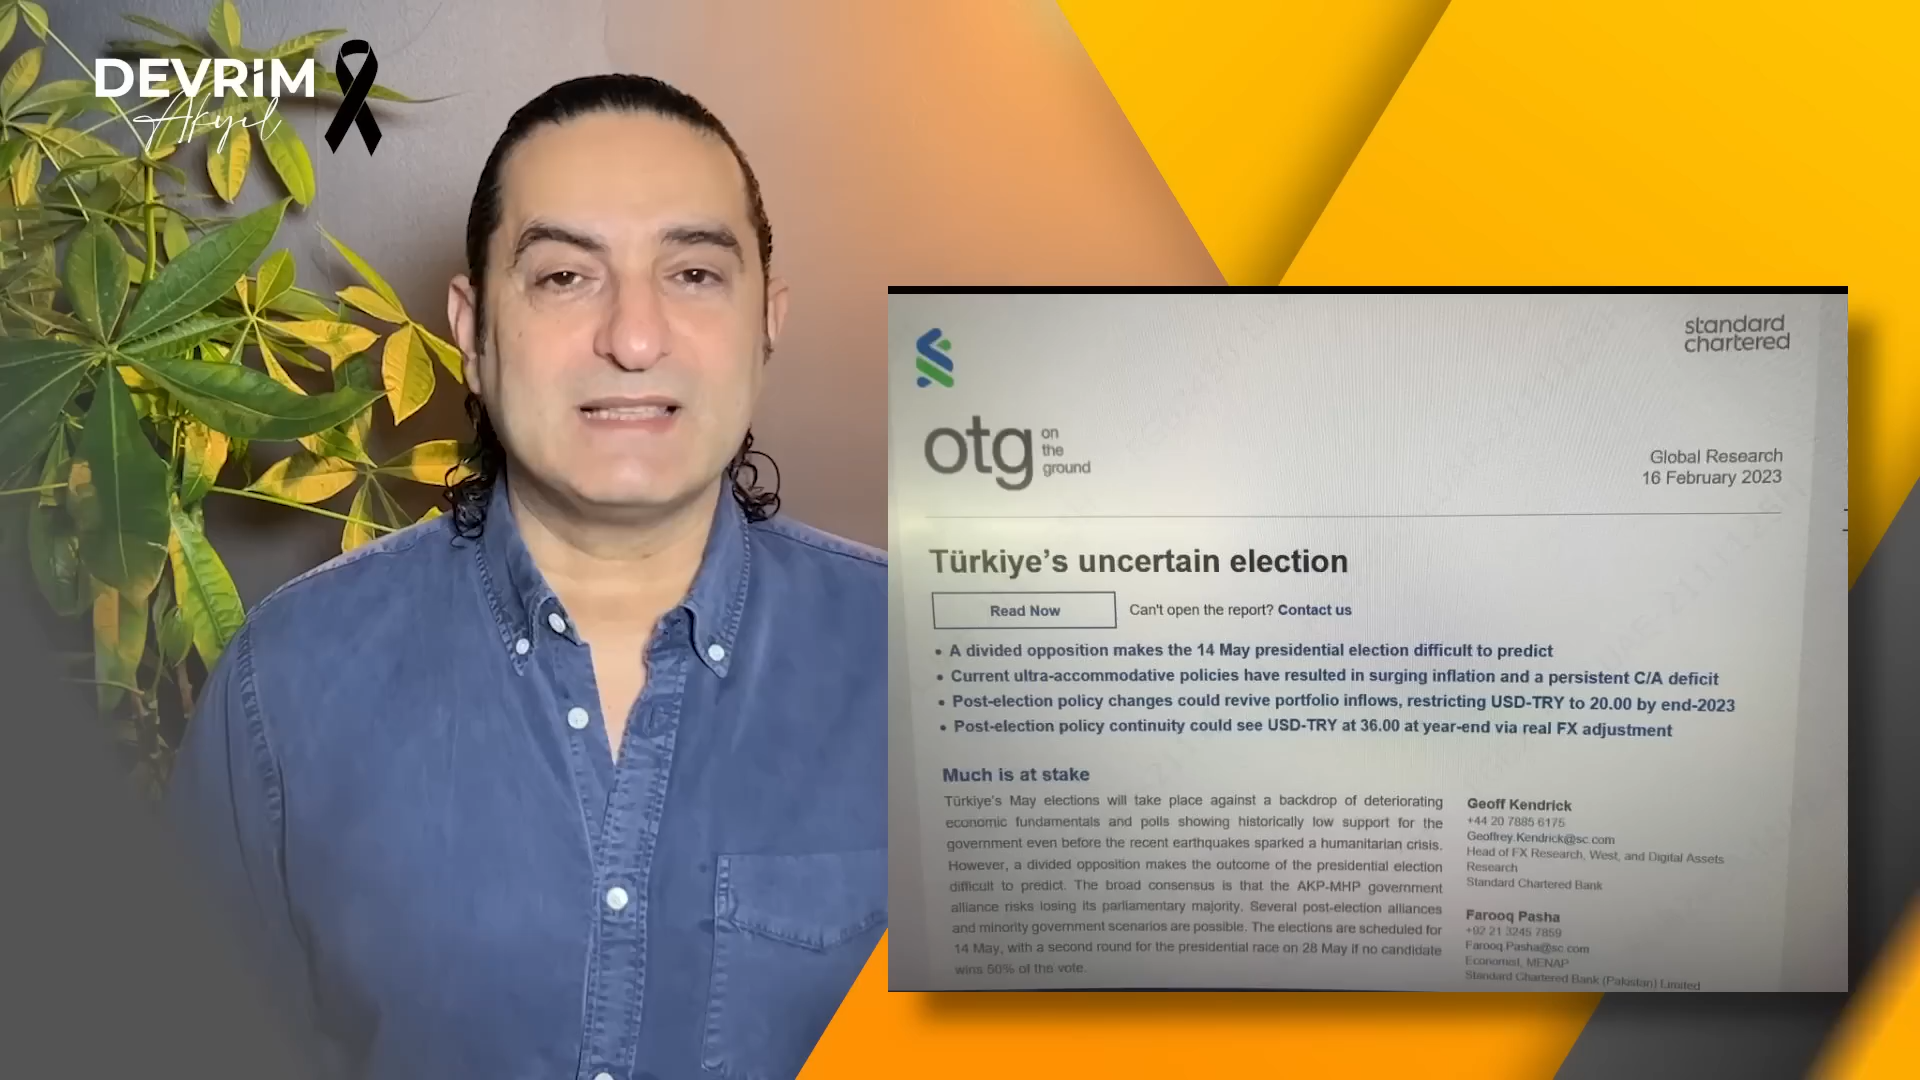 DEVRİM
Akyıl
standard
chartered
otg on
the
ground
Global Research
16 February 2023
Türkiye's uncertain election
Read Now Can't open the report? Contact us
• A divided opposition makes the 14 May presidential election difficult to predict
• Current ultra-accommodative policies have resulted in surging inflation and a persistent C/A deficit
• Post-election policy changes could revive portfolio inflows, restricting USD-TRY to 20.00 by end-2023
• Post-election policy continuity could see USD-TRY at 36.00 at year-end via real FX adjustment
Much is at stake
Türkiye's May elections will take place against a backdrop of deteriorating
economic fundamentals and polls showing historically low support for the
government even before the recent earthquakes sparked a humanitarian crisis.
However, a divided opposition makes the outcome of the presidential election
difficult to predict. The broad consensus is that the AKP-MHP government
alliance risks losing its parliamentary majority. Several post-election alliances
and minority government scenarios are possible. The elections are scheduled for
14 May, with a second round for the presidential race on 28 May if no candidate
wins 50% of the vote.
Geoff Kendrick
+44 20 7885 6175
Geoffrey.Kendrick@sc.com
Head of FX Research, West, and Digital Assets
Research
Standard Chartered Bank
Farooq Pasha
+92 21 3245 7859
Farooq.Pasha@sc.com
Economist, MENAP
Standard Chartered Bank (Pakistan) Limited